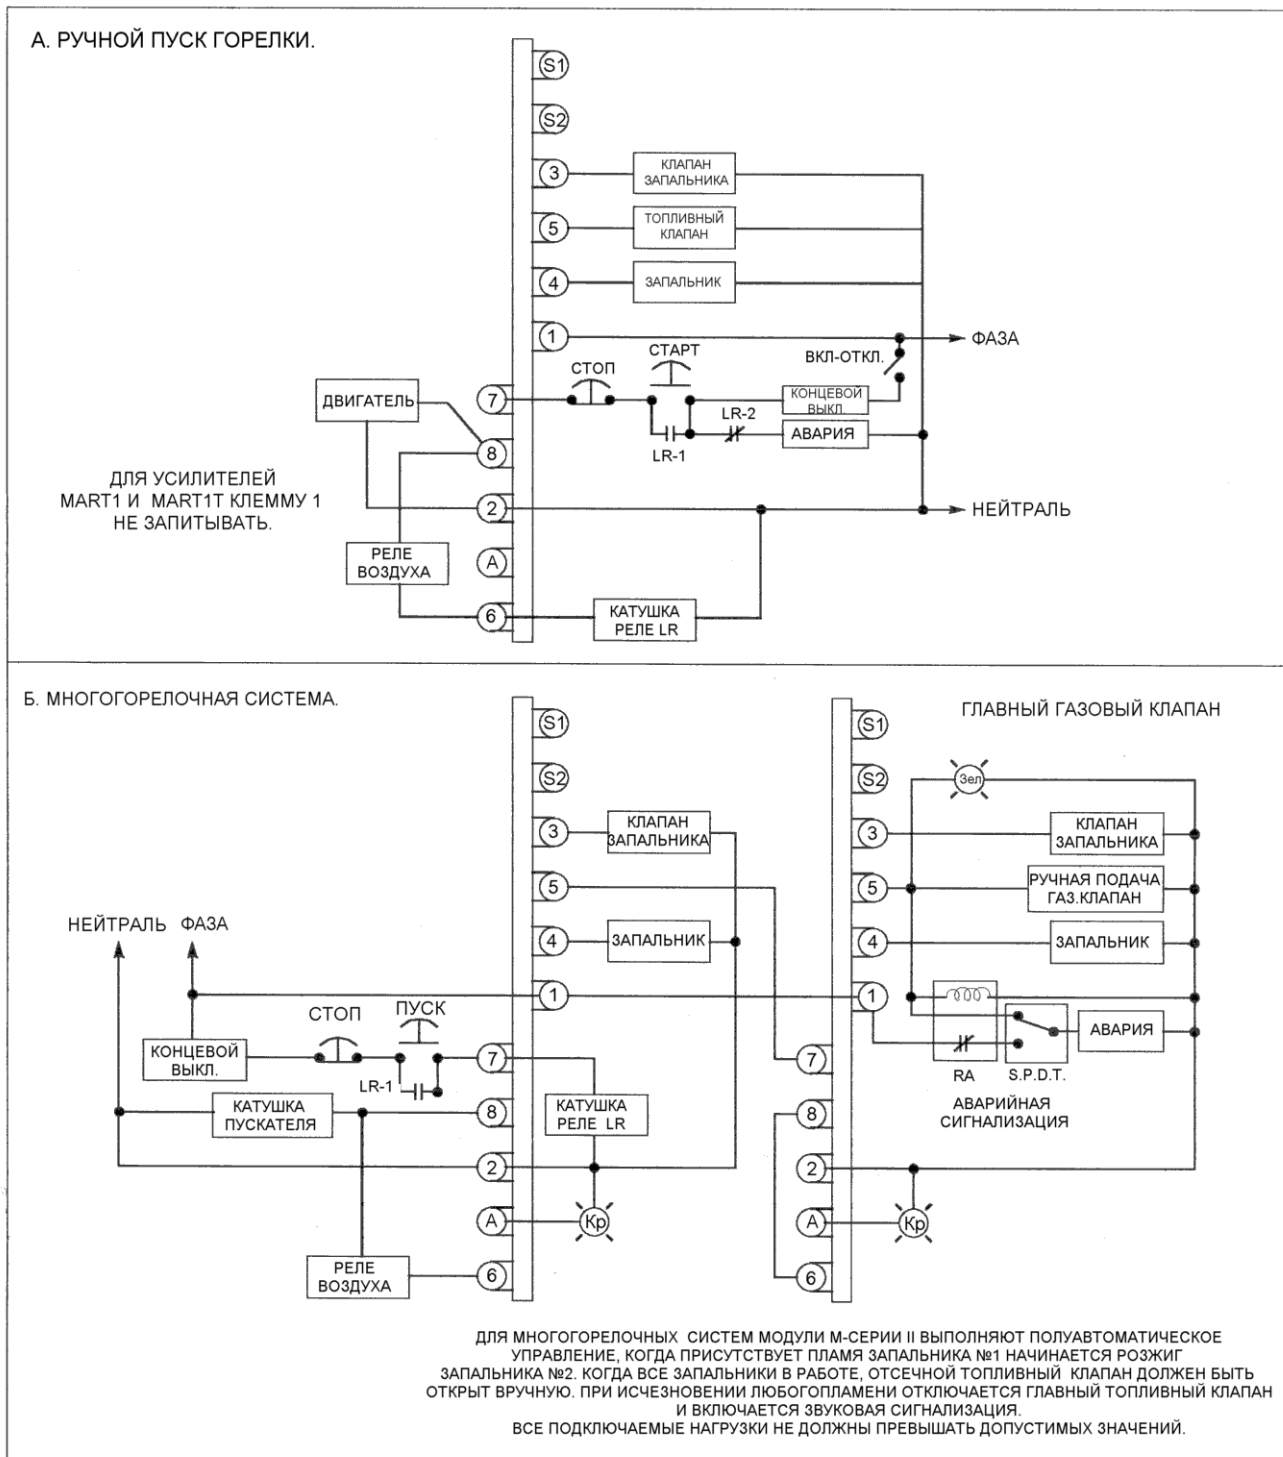 А. РУЧНОЙ ПУСК ГОРЕЛКИ.
S1
S2
3
КЛАПАН
ЗАПАЛЬНИКА
5
ТОПЛИВНЫЙ
КЛАПАН
4
ЗАПАЛЬНИК
1
ФАЗА
ВКЛ-ОТКЛ.
СТАРТ
СТОП
7
КОНЦЕВОЙ
ВЫКЛ.
ДВИГАТЕЛЬ
LR-2
АВАРИЯ
LR-1
8
ДЛЯ УСИЛИТЕЛЕЙ
MART1 И MART1T КЛЕММУ 1
НЕ ЗАПИТЫВАТЬ.
2
НЕЙТРАЛЬ
РЕЛЕ
ВОЗДУХА
A
6
КАТУШКА
РЕЛЕ LR
Б. МНОГОГОРЕЛОЧНАЯ СИСТЕМА.
ГЛАВНЫЙ ГАЗОВЫЙ КЛАПАН
S1
S2
3
КЛАПАН
ЗАПАЛЬНИКА
5
4
ЗАПАЛЬНИК
1
НЕЙТРАЛЬ
ФАЗА
СТОП
ПУСК
КОНЦЕВОЙ
ВЫКЛ.
LR-1
7
КАТУШКА
ПУСКАТЕЛЯ
8
КАТУШКА
РЕЛЕ LR
2
A
Кр
РЕЛЕ
ВОЗДУХА
6
S1
S2
Зел
3
КЛАПАН
ЗАПАЛЬНИКА
5
РУЧНАЯ ПОДАЧА
ГАЗ.КЛАПАН
4
ЗАПАЛЬНИК
1
АВАРИЯ
7
RA
S.P.D.T.
АВАРИЙНАЯ
СИГНАЛИЗАЦИЯ
8
2
A
Кр
6
ДЛЯ МНОГОГОРЕЛОЧНЫХ СИСТЕМ МОДУЛИ М-СЕРИИ II ВЫПОЛНЯЮТ ПОЛУАВТОМАТИЧЕСКОЕ
УПРАВЛЕНИЕ, КОГДА ПРИСУТСТВУЕТ ПЛАМЯ ЗАПАЛЬНИКА №1 НАЧИНАЕТСЯ РОЗЖИГ
ЗАПАЛЬНИКА №2. КОГДА ВСЕ ЗАПАЛЬНИКИ В РАБОТЕ, ОТСЕЧНОЙ ТОПЛИВНЫЙ КЛАПАН ДОЛЖЕН БЫТЬ
ОТКРЫТ ВРУЧНУЮ. ПРИ ИСЧЕЗНОВЕНИИ ЛЮБОГОПЛАМЕНИ ОТКЛЮЧАЕТСЯ ГЛАВНЫЙ ТОПЛИВНЫЙ КЛАПАН
И ВКЛЮЧАЕТСЯ ЗВУКОВАЯ СИГНАЛИЗАЦИЯ.
ВСЕ ПОДКЛЮЧАЕМЫЕ НАГРУЗКИ НЕ ДОЛЖНЫ ПРЕВЫШАТЬ ДОПУСТИМЫХ ЗНАЧЕНИЙ.